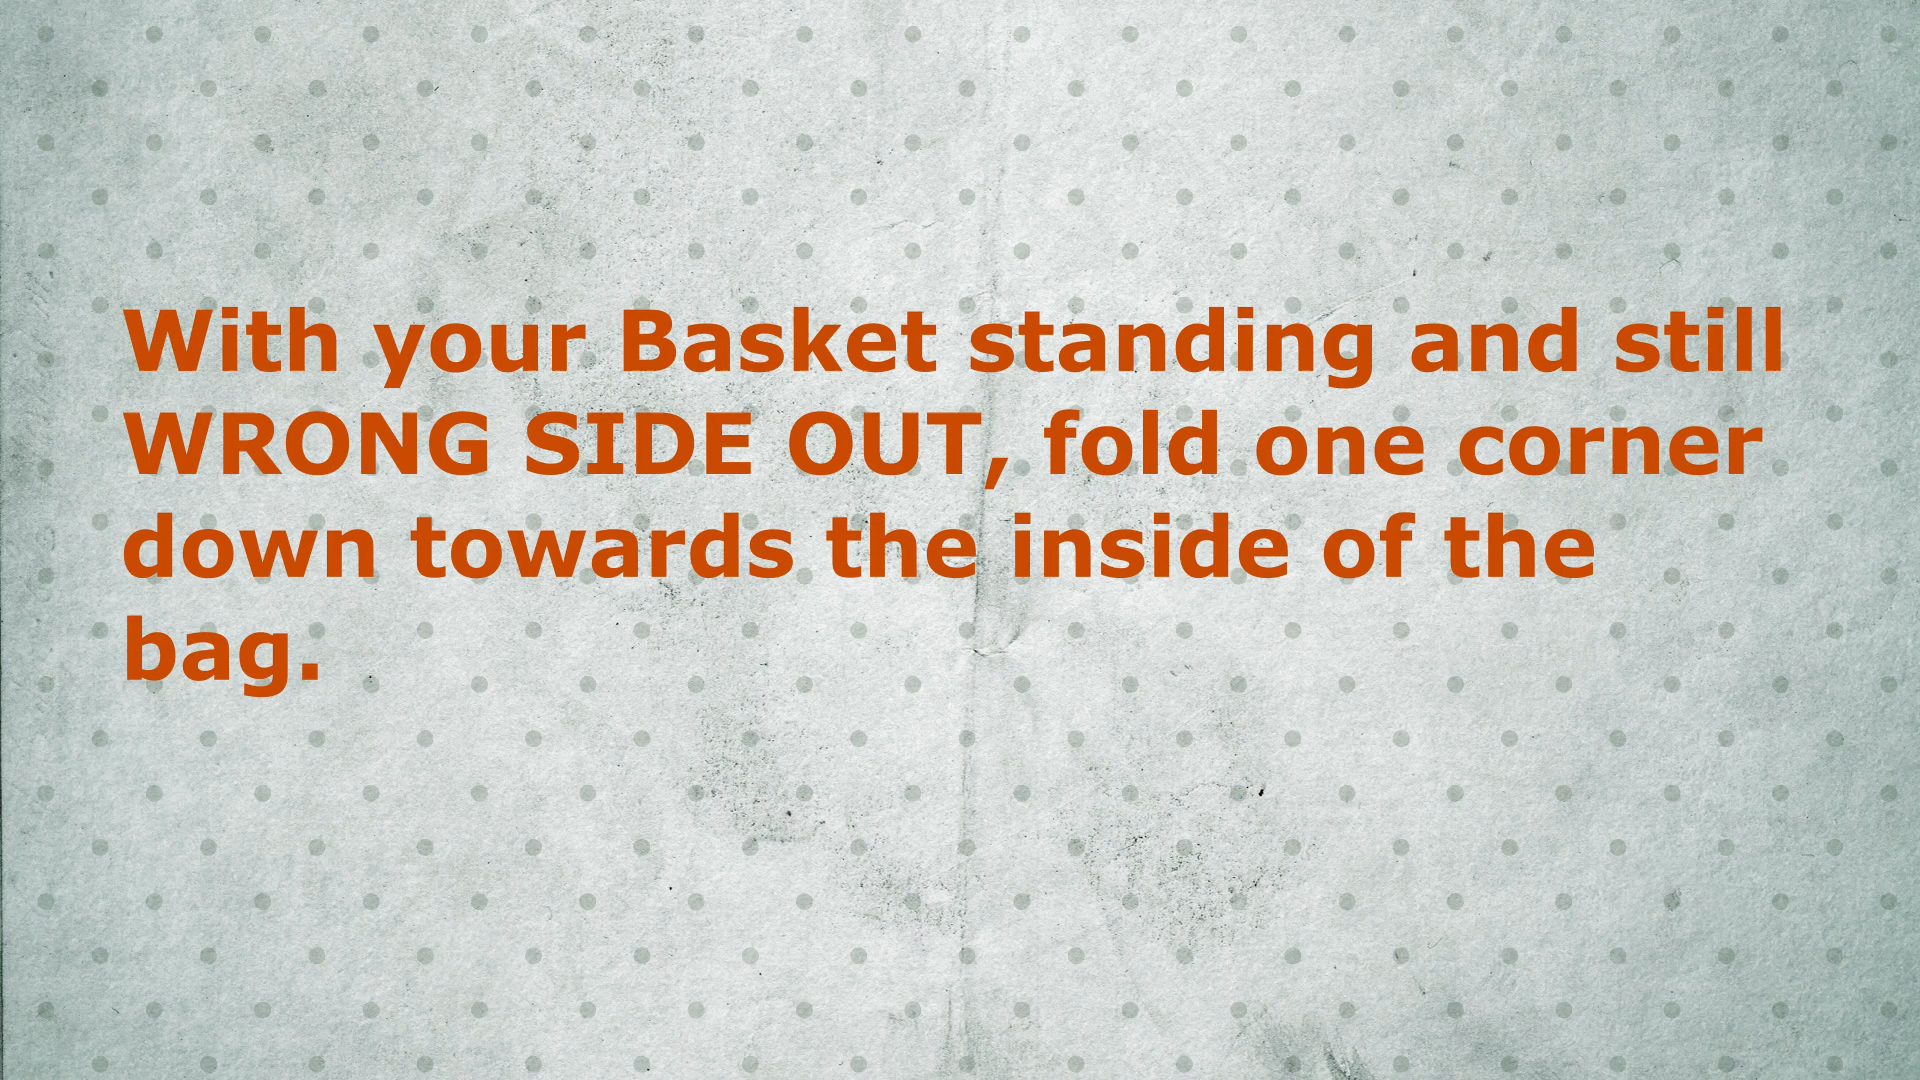 With your Basket standing and still
WRONG SIDE OUT, fold one corner
down towards the inside of the
bag.